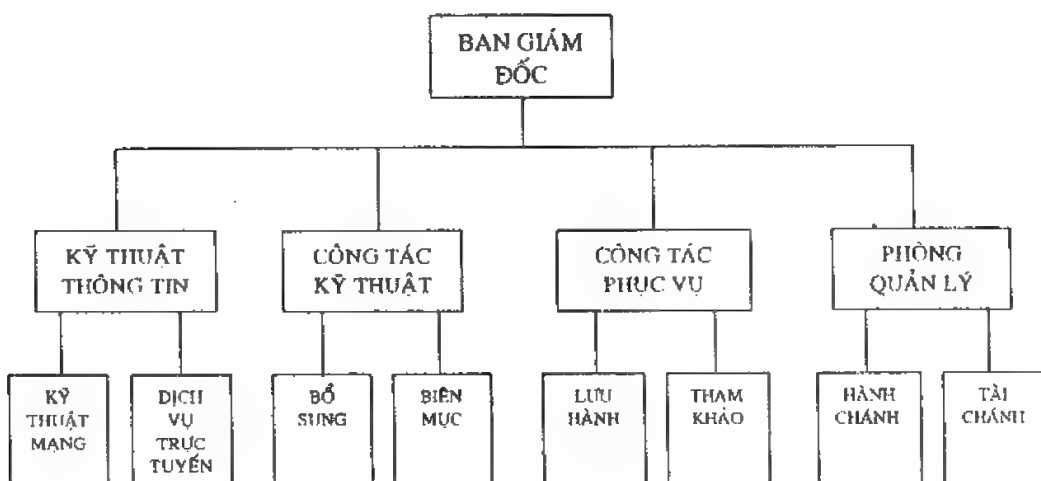 BAN GIÁM
ĐỐC
KỸ THUẬT
THÔNG TIN
CÔNG TÁC
KỸ THUẬT
CÔNG TÁC
PHỤC VỤ
PHÒNG
QUẢN LÝ
KỸ
THUẬT
MẠNG
DỊCH
VỤ
TRỰC
TUYẾN
BỔ
SUNG
BIÊN
MỤC
LƯU
HÀNH
THAM
KHẢO
HÀNH
CHÁNH
TÀI
CHÁNH